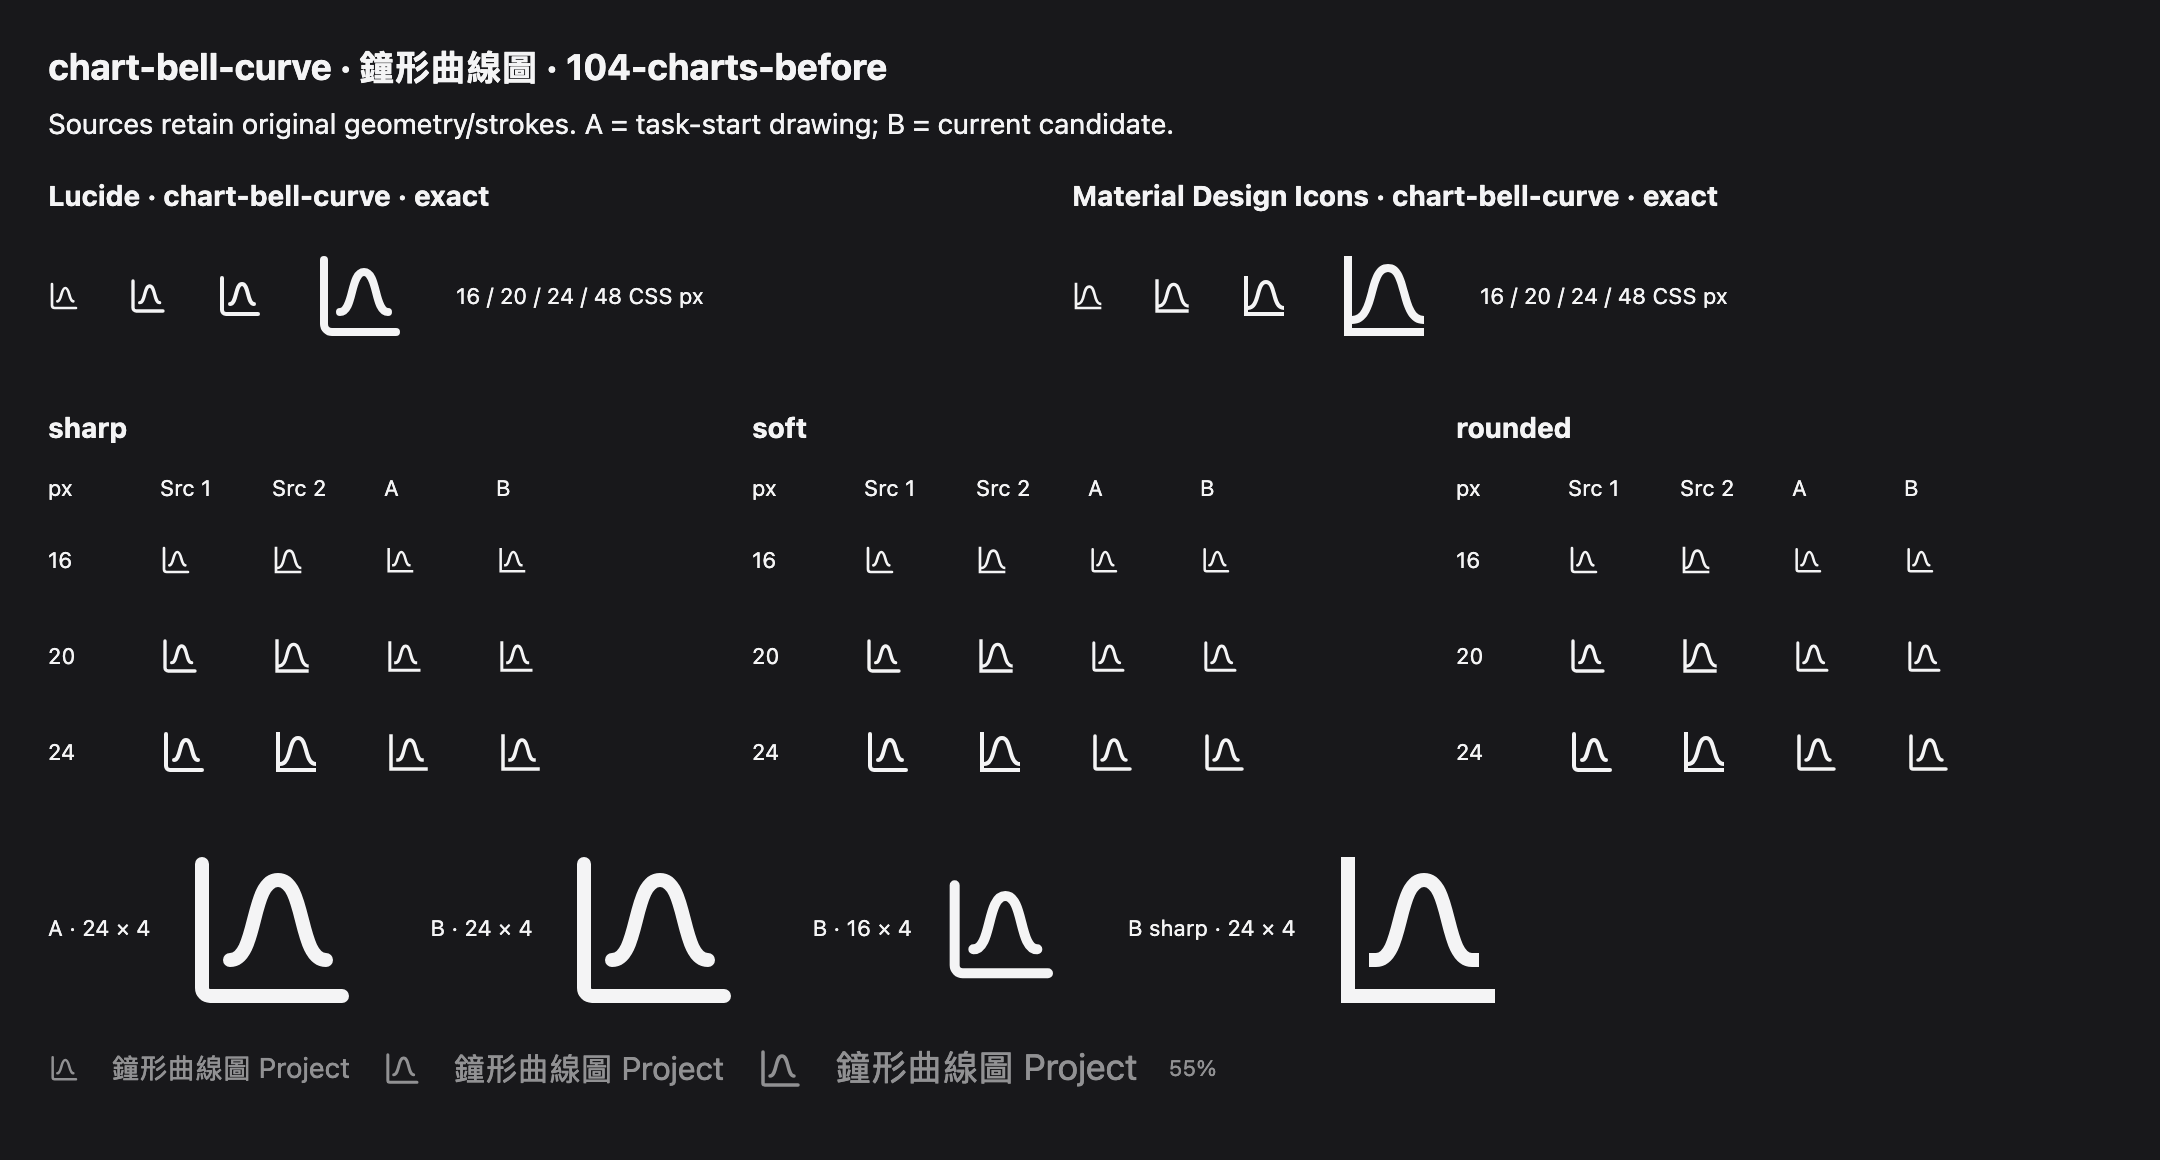 chart-bell-curve · 鐘形曲線圖 · 104-charts-before
Sources retain original geometry/strokes. A = task-start drawing; B = current candidate.
Lucide · chart-bell-curve · exact
16 / 20 / 24 / 48 CSS px
Material Design Icons · chart-bell-curve · exact
16 / 20 / 24 / 48 CSS px
sharp
px Src 1 Src 2 A B
16
20
24
soft
px Src 1 Src 2 A B
16
20
24
rounded
px Src 1 Src 2 A B
16
20
24
A · 24 × 4
B · 24 × 4
B · 16 × 4
B sharp · 24 × 4
鐘形曲線圖 Project 鐘形曲線圖 Project 鐘形曲線圖 Project 55%